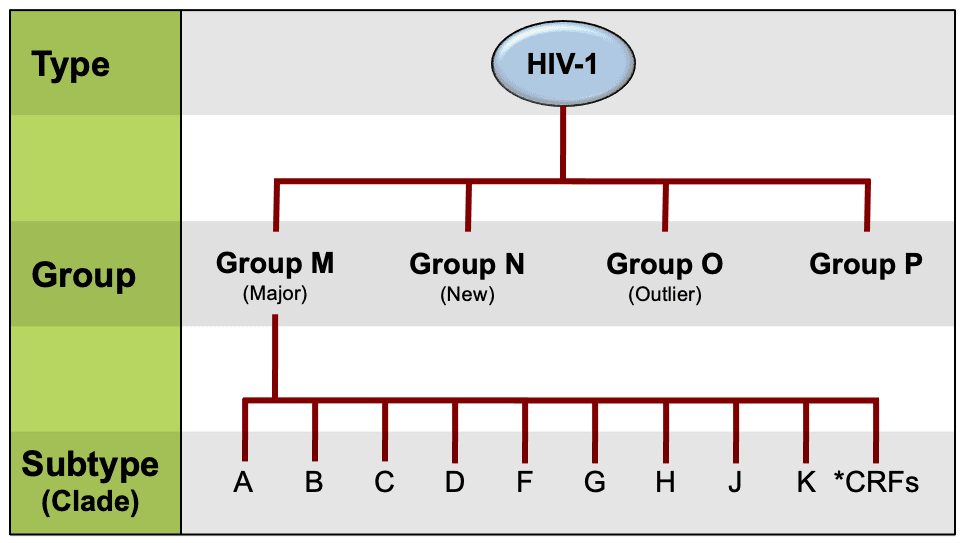 Type
HIV-1
Group
Group M
(Major)
Group N
(New)
Group O
(Outlier)
Group P
Subtype
(Clade)
A B C D F G H J K *CRFs